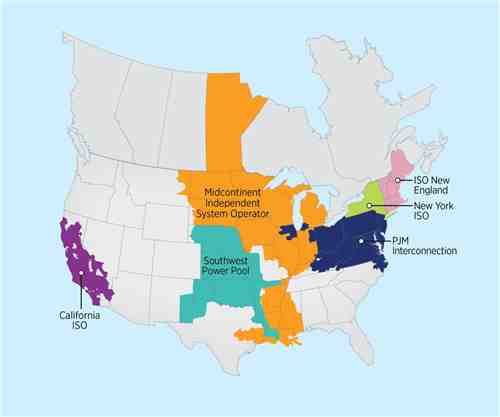 Midcontinent
Independent
System Operator
ISO New
England
New York
ISO
PJM
Interconnection
Southwest
Power Pool
California
ISO